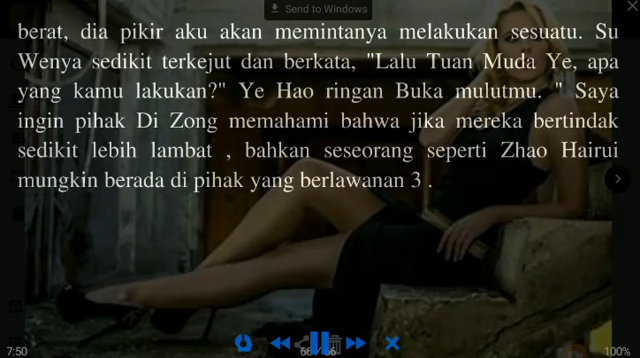 Send to Windows
berat, dia pikir aku akan memintanya melakukan sesuatu. Su
Wenya sedikit terkejut dan berkata, "Lalu Tuan Muda Ye, apa
yang kamu lakukan?" Ye Hao ringan Buka mulutmu. " Saya
ingin pihak Di Zong memahami bahwa jika mereka bertindak
sedikit lebih lambat , bahkan seseorang seperti Zhao Hairui
mungkin berada di pihak yang berlawanan 3 .
7:50
100%